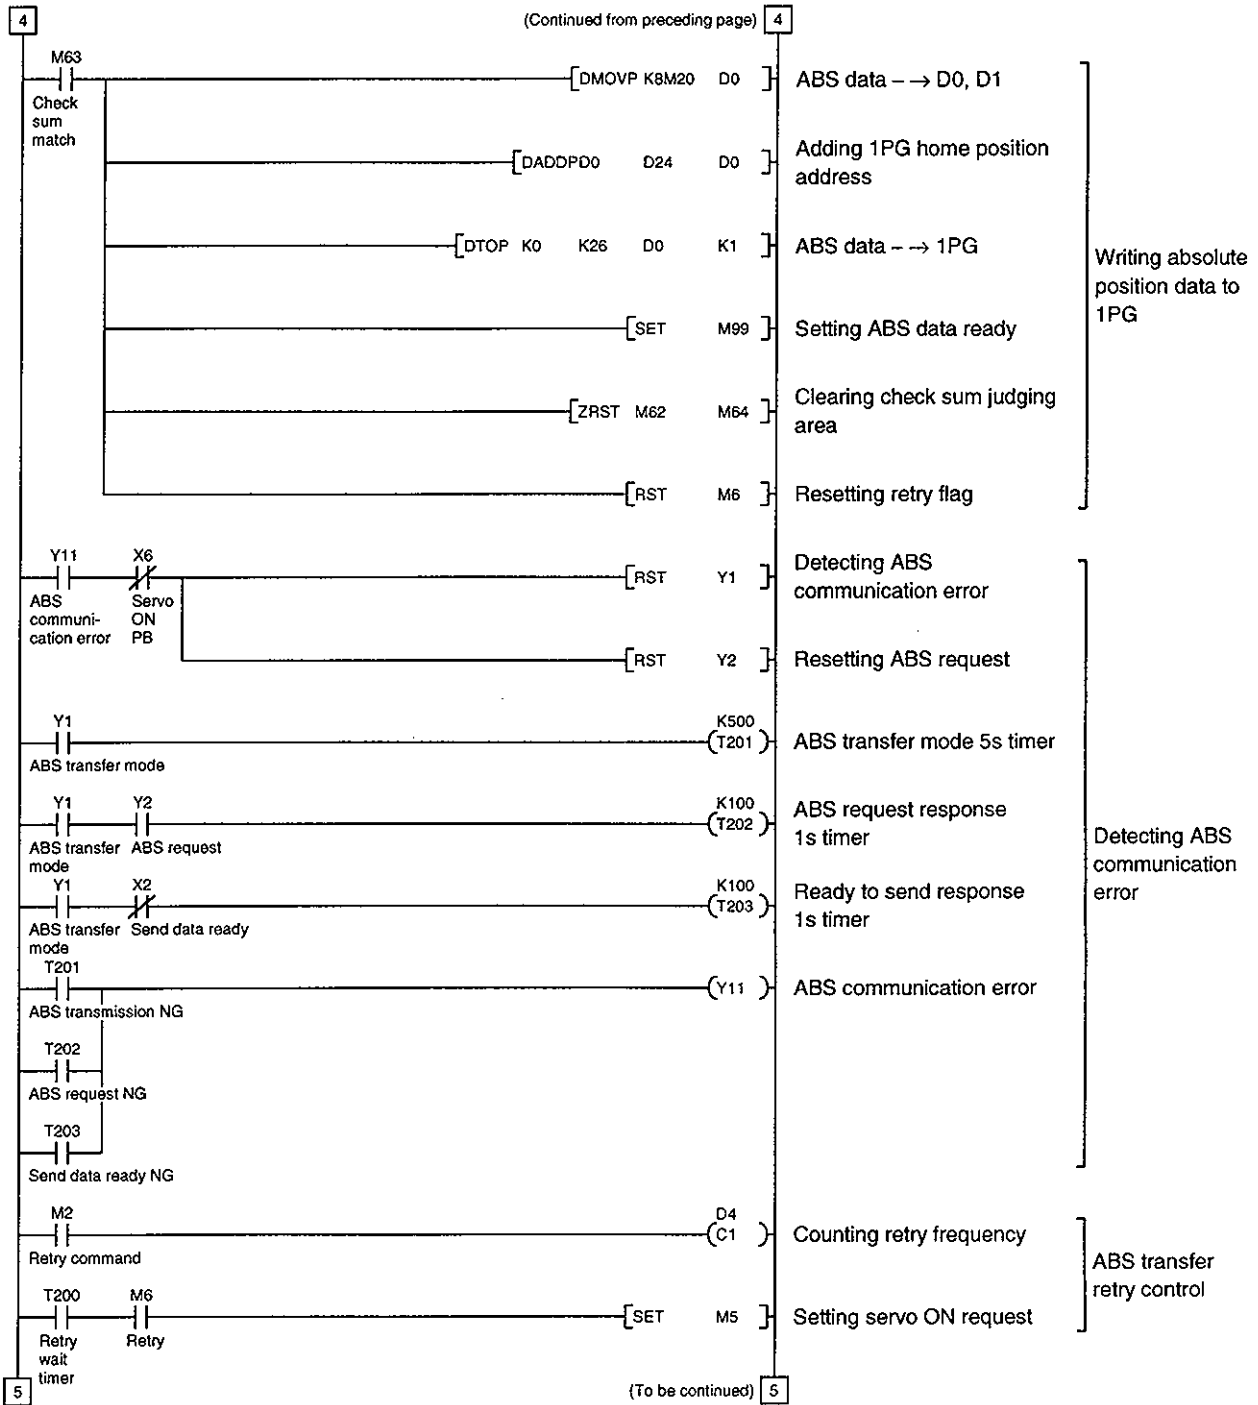 4
(Continued from preceding page)
4
M63
Check
sum
match
[DMOVP K8M20 D0 ]
ABS data – → D0, D1
[DADDPD0 D24 D0 ]
Adding 1PG home position
address
[DTOP K0 K26 D0 K1 ]
ABS data – → 1PG
[SET M99 ]
Setting ABS data ready
[ZRST M62 M64 ]
Clearing check sum judging
area
[RST M6 ]
Resetting retry flag
Writing absolute
position data to
1PG
Y11
ABS
communi-
cation error
X6
Servo
ON
PB
[RST Y1 ]
Detecting ABS
communication error
[RST Y2 ]
Resetting ABS request
Y1
ABS transfer mode
K500
(T201 )
ABS transfer mode 5s timer
Y1
ABS transfer
mode
Y2
ABS request
K100
(T202 )
ABS request response
1s timer
Y1
ABS transfer
mode
X2
Send data ready
K100
(T203 )
Ready to send response
1s timer
T201
ABS transmission NG
(Y11 )
ABS communication error
T202
ABS request NG
T203
Send data ready NG
Detecting ABS
communication
error
M2
Retry command
D4
(C1 )
Counting retry frequency
T200
Retry
wait
timer
M6
Retry
[SET M5 ]
Setting servo ON request
ABS transfer
retry control
5
(To be continued)
5